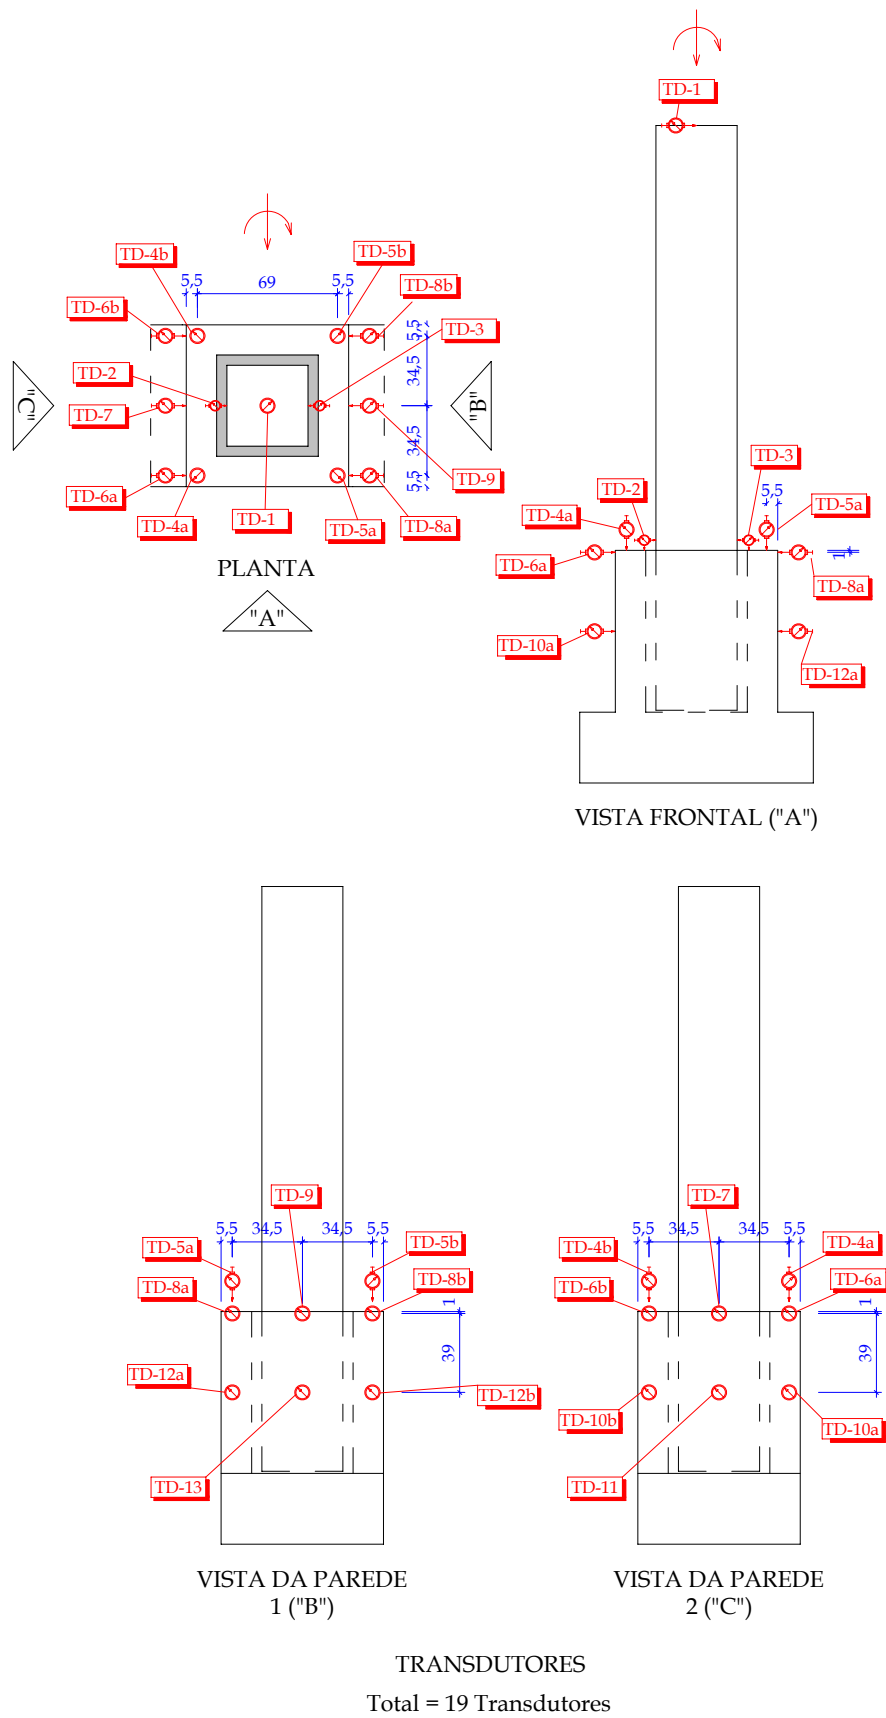 TD-1
TD-4b
TD-5b
5,5
69
5,5
TD-8b
TD-6b
TD-3
5,5
TD-2
34,5
"C"
TD-7
"B"
34,5
TD-9
TD-6a
5,5
TD-4a
TD-1
TD-5a
TD-8a
PLANTA
"A"
TD-3
TD-2
5,5
TD-4a
TD-5a
TD-6a
1
TD-8a
TD-10a
TD-12a
VISTA FRONTAL ("A")
TD-9
5,5
34,5
34,5
5,5
TD-5a
TD-5b
TD-8a
TD-8b
1
39
TD-12a
TD-12b
TD-13
VISTA DA PAREDE
1 ("B")
TD-7
5,5
34,5
34,5
5,5
TD-4b
TD-4a
TD-6b
TD-6a
1
39
TD-10b
TD-10a
TD-11
VISTA DA PAREDE
2 ("C")
TRANSDUTORES
Total = 19 Transdutores